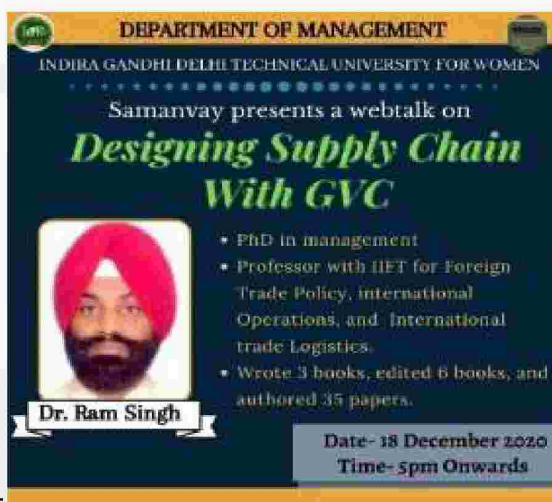 DEPARTMENT OF MANAGEMENT
INDIRA GANDHI DELHI TECHNICAL UNIVERSITY FOR WOMEN
Samanvay presents a webtalk on
Designing Supply Chain
With GVC
• PhD in management
• Professor with IIFT for Foreign
Trade Policy, international
Operations, and International
trade Logistics.
• Wrote 3 books, edited 6 books, and
authored 35 papers.
Dr. Ram Singh
Date- 18 December 2020
Time- 5pm Onwards